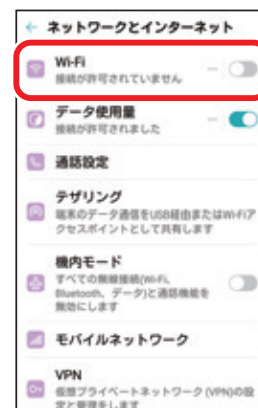 ネットワークとインターネット
Wi-Fi
接続が許可されていません
データ使用量
接続が許可されました
通話設定
テザリング
端末のデータ通信をUSB経由またはWi-Fiア
クセスポイントとして共有します
機内モード
すべての無線接続(Wi-Fi、
Bluetooth、データ)と通話機能を
無効にします
モバイルネットワーク
VPN
仮想プライベートネットワーク (VPN)の設
定と管理をします